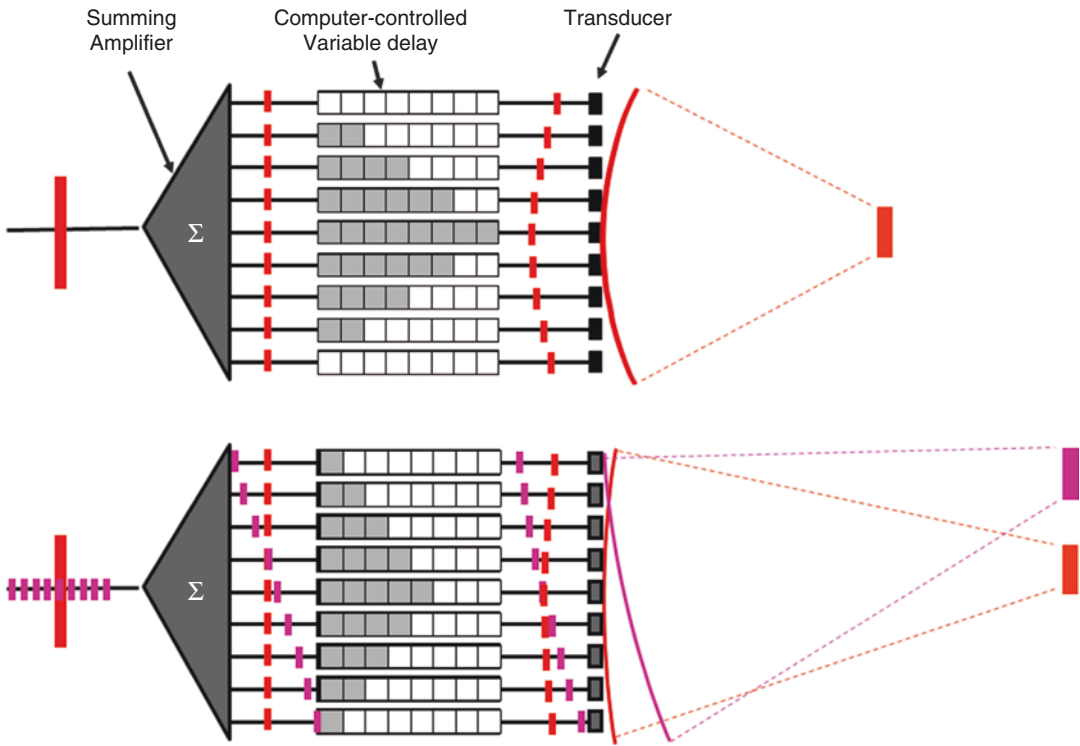 Summing
Amplifier
Computer-controlled
Variable delay
Transducer
Σ
Σ